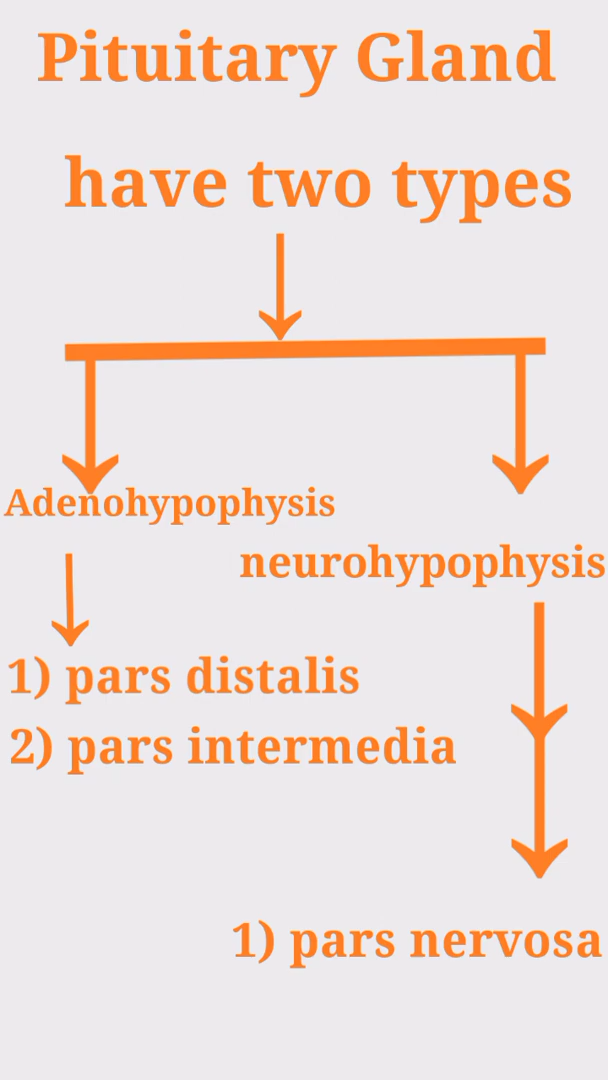 Pituitary Gland
have two types
Adenohypophysis
neurohypophysis
1) pars distalis
2) pars intermedia
1) pars nervosa